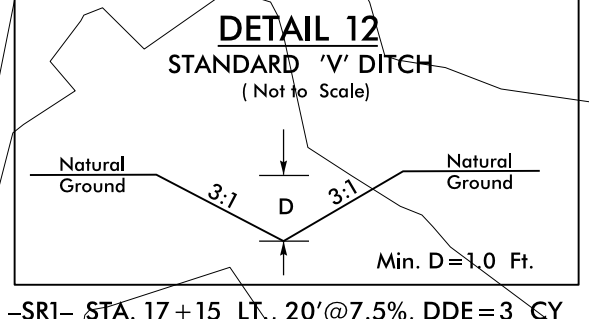 DETAIL 12
STANDARD 'V' DITCH
( Not to Scale)
Natural
Ground
3:1
D
3:1
Natural
Ground
Min. D=1.0 Ft.
-SR1- STA. 17+15 LT., 20'@7.5%, DDE=3 CY